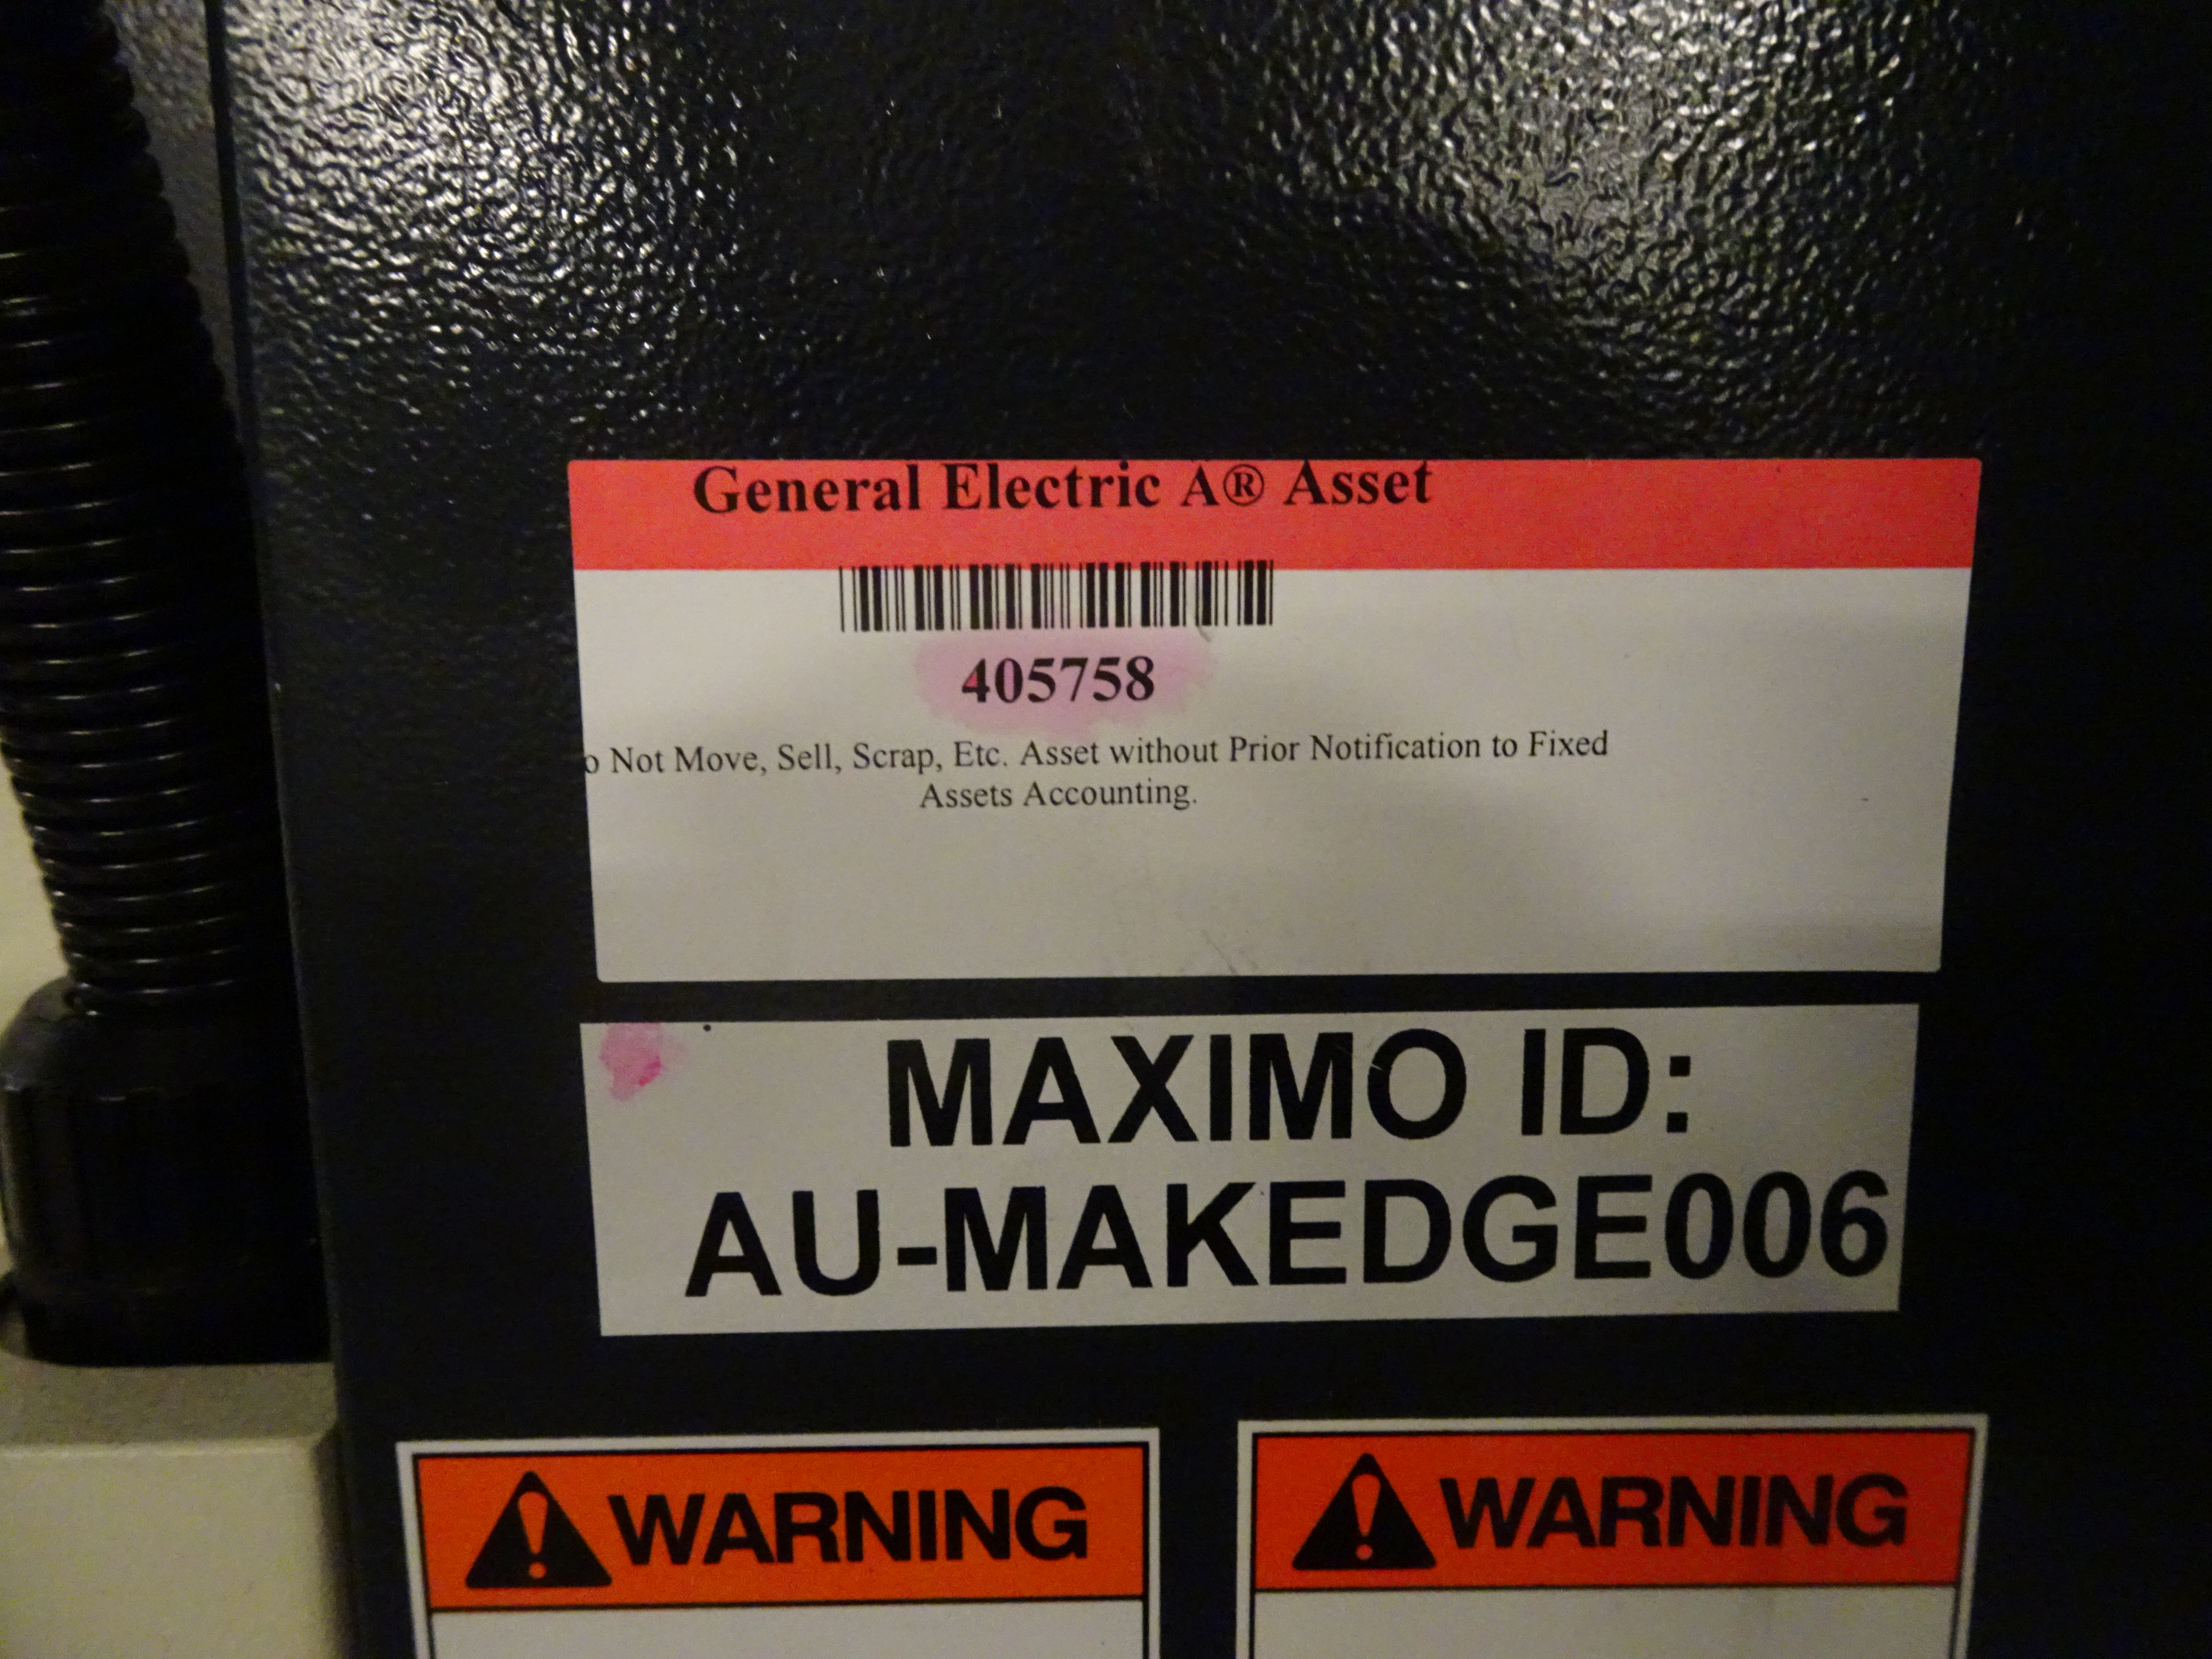 General Electric A® Asset
405758
o Not Move, Sell, Scrap, Etc. Asset without Prior Notification to Fixed
Assets Accounting.
MAXIMO ID:
AU-MAKEDGE006
WARNING
WARNING